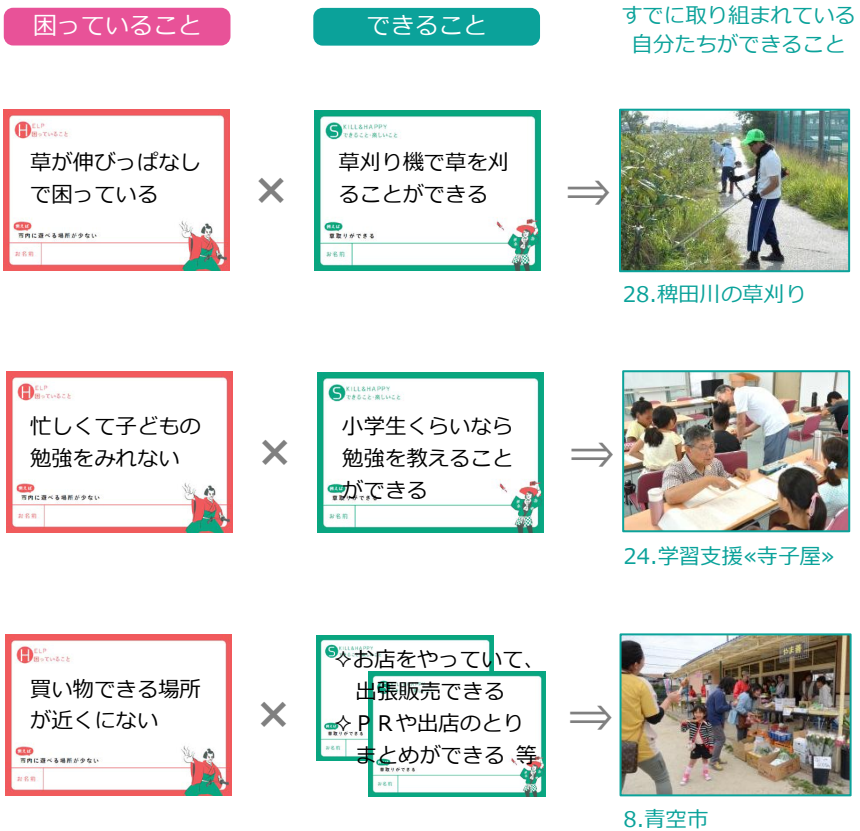 困っていること
できること
すでに取り組まれている
自分たちができること
HELP
困っていること
草が伸びっぱなし
で困っている
例えば
市内に遊べる場所が少ない
お名前
×
SKILL&HAPPY
できること・楽しいこと
草刈り機で草を刈
ることができる
例えば
草取りができる
お名前
⇒
28.稗田川の草刈り
HELP
困っていること
忙しくて子どもの
勉強をみれない
例えば
市内に遊べる場所が少ない
お名前
×
SKILL&HAPPY
できること・楽しいこと
小学生くらいなら
勉強を教えること
ができる
例えば
草取りができる
お名前
⇒
24.学習支援«寺子屋»
HELP
困っていること
買い物できる場所
が近くにない
例えば
市内に遊べる場所が少ない
お名前
×
✧お店をやっていて、
出張販売できる
✧ＰＲや出店のとり
まとめができる 等
草取りができる
お名前
⇒
8.青空市